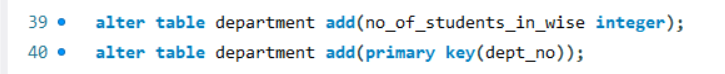 39 alter table department add(no_of_students_in_wise integer);
40 alter table department add(primary key(dept_no));